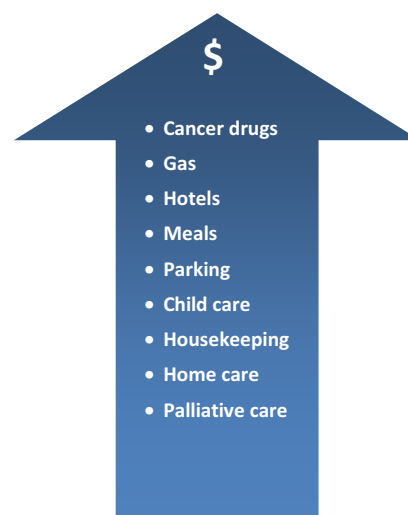 $
• Cancer drugs
• Gas
• Hotels
• Meals
• Parking
• Child care
• Housekeeping
• Home care
• Palliative care